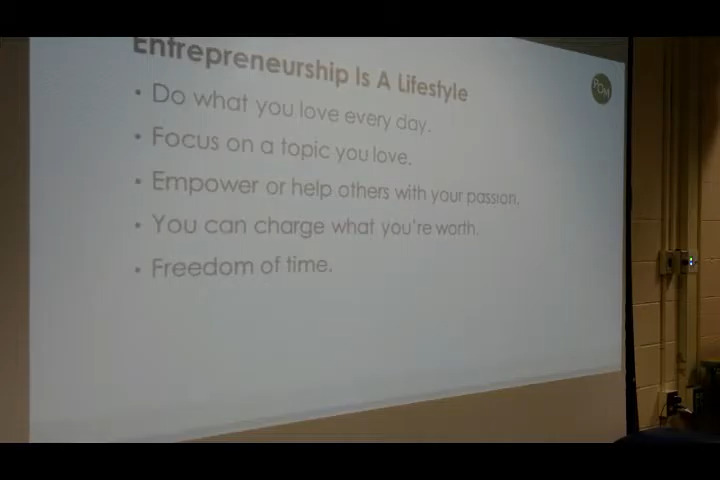 Entrepreneurship Is A Lifestyle
• Do what you love every day.
• Focus on a topic you love.
• Empower or help others with your passion.
• You can charge what you're worth.
• Freedom of time.